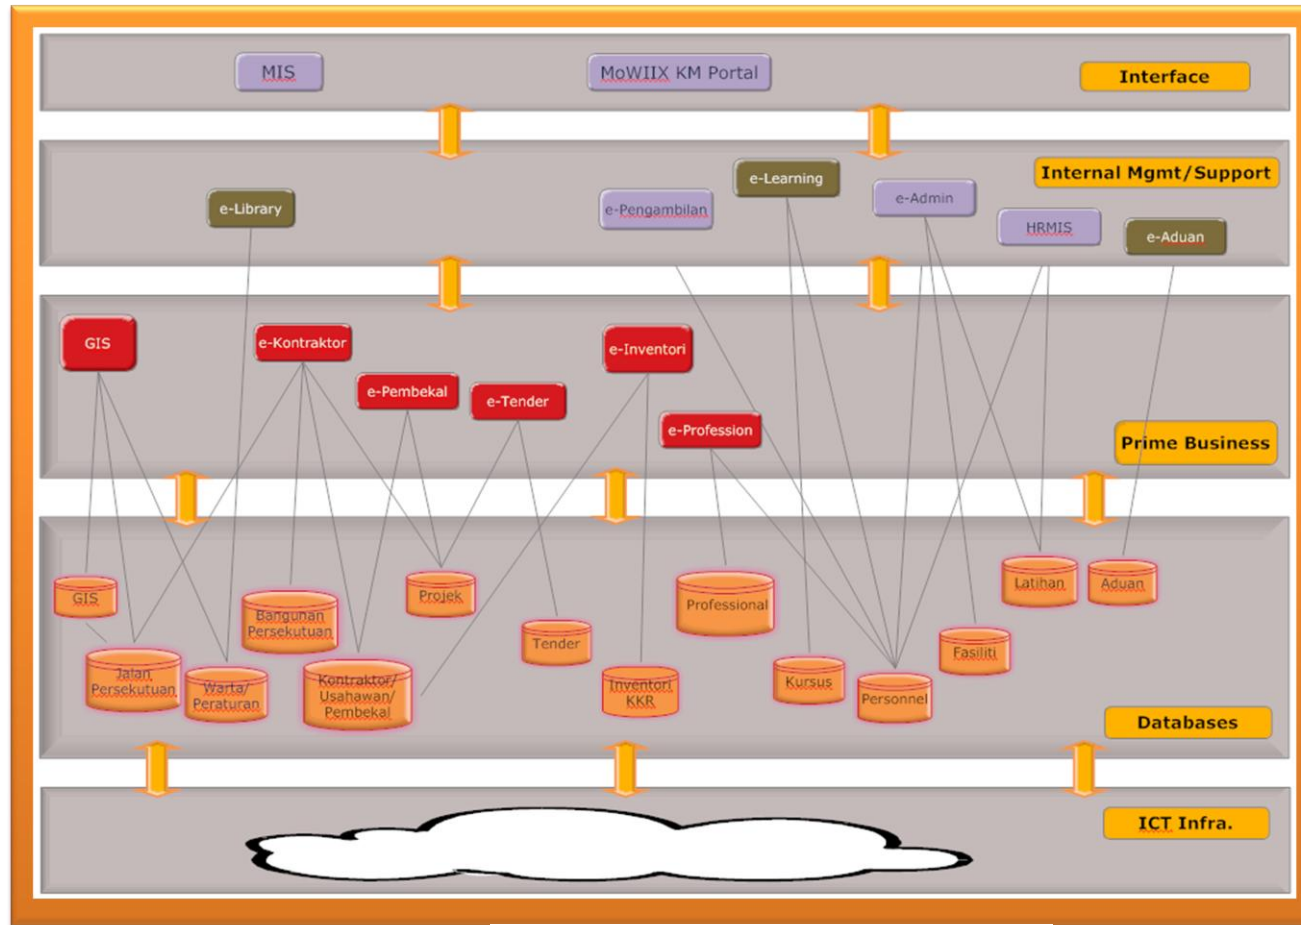 MIS
MoWIIX KM Portal
Interface
e-Library
e-Pengambilan
e-Learning
e-Admin
HRMIS
e-Aduan
Internal Mgmt/Support
GIS
e-Kontraktor
e-Pembekal
e-Tender
e-Inventori
e-Profession
Prime Business
GIS
Jalan
Persekutuan
Warta/
Peraturan
Bangunan
Persekutuan
Kontraktor/
Usahawan/
Pembekal
Projek
Tender
Inventori
KKR
Professional
Kursus
Personnel
Fasiliti
Latihan
Aduan
Databases
ICT Infra.